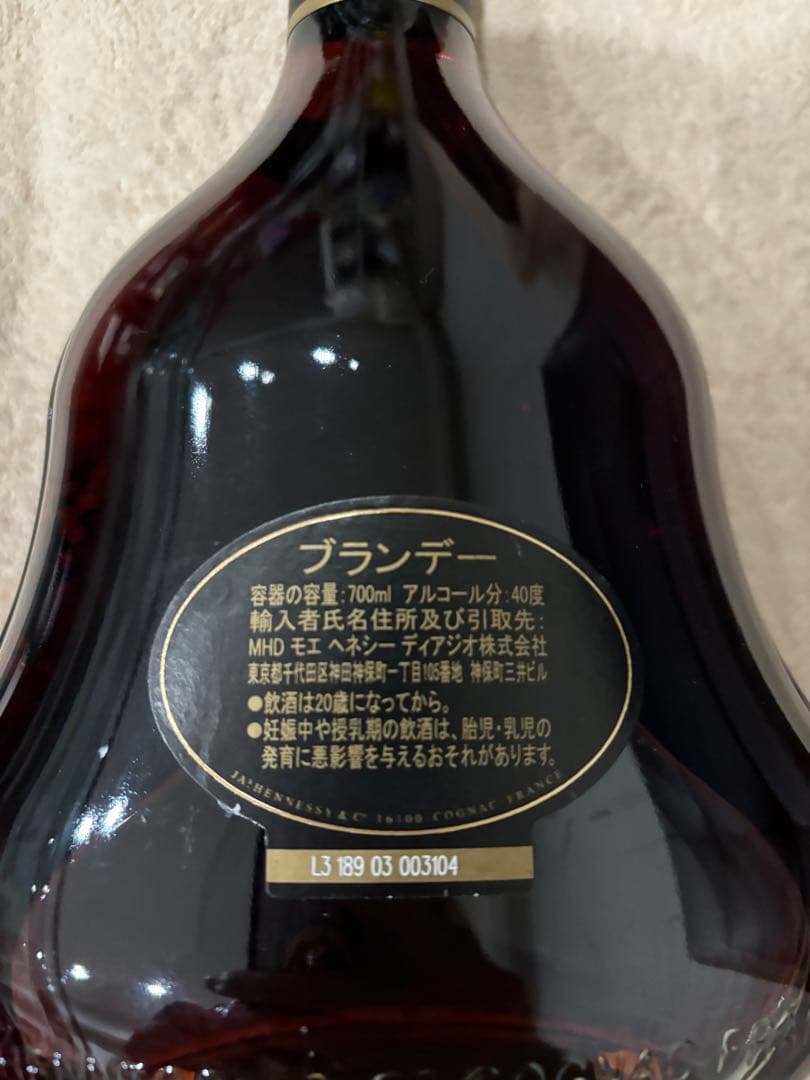 ブランデー
容器の容量:700ml アルコール分:40度
輸入者氏名住所及び引取先:
MHD モエ ヘネシー ディアジオ株式会社
東京都千代田区神田神保町一丁目105番地 神保町三井ビル
●飲酒は20歳になってから。
●妊娠中や授乳期の飲酒は、胎児・乳児の
発育に悪影響を与えるおそれがあります。
JAS HENNESSY & Co 16100 COGNAC FRANCE
L3 189 03 003104